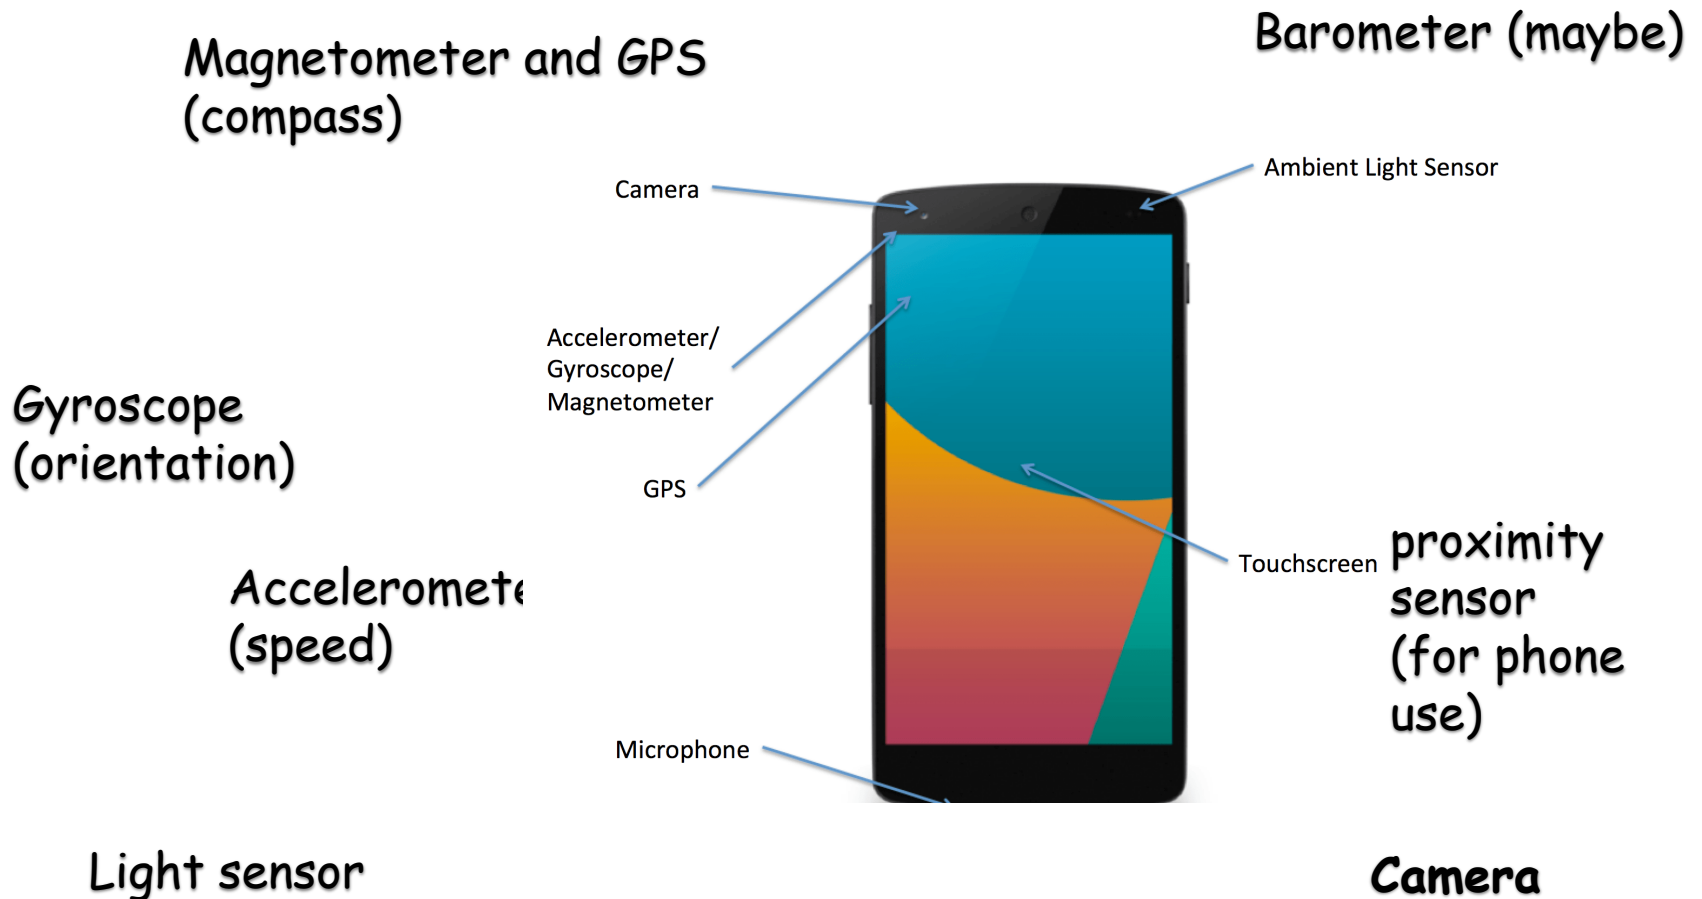 Barometer (maybe)
Magnetometer and GPS
(compass)
Ambient Light Sensor
Camera
Accelerometer/
Gyroscope/
Magnetometer
Gyroscope
(orientation)
GPS
proximity
sensor
(for phone
use)
Touchscreen
Acceleromete
(speed)
Microphone
Light sensor
Camera